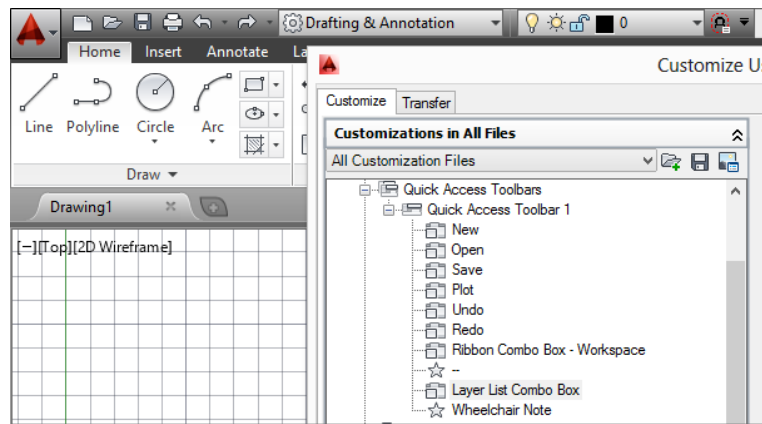 Drafting & Annotation 0
Home Insert Annotate La
Customize U
Customize Transfer
Line Polyline Circle Arc
Draw
Customizations in All Files
All Customization Files
Quick Access Toolbars
Quick Access Toolbar 1
New
Open
Save
Plot
Undo
Redo
Ribbon Combo Box - Workspace
--
Layer List Combo Box
Wheelchair Note
Drawing1
[−][Top][2D Wireframe]